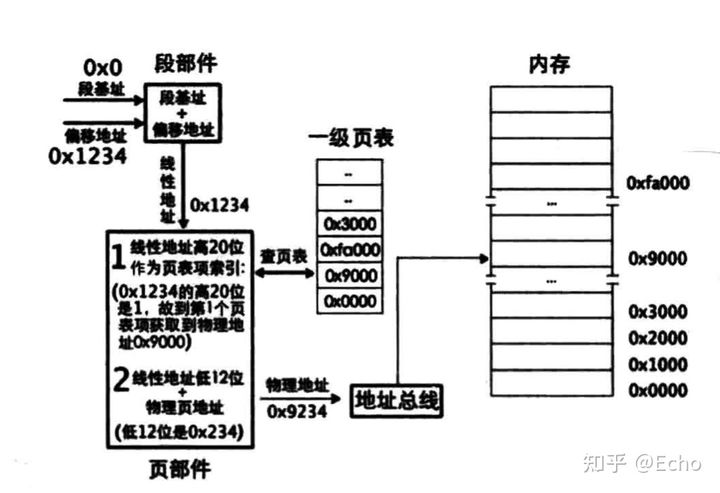 0x0
段基址
偏移地址
0x1234
段部件
段基址
+
偏移地址
线性地址
0x1234
1 线性地址高20位
作为页表项索引:
(0x1234的高20位
是1，故到第1个页
表项获取到物理地
址0x9000)
2 线性地址低12位
+
物理页地址
(低12位是0x234)
页部件
查页表
一级页表
..
..
0x3000
0xfa000
0x9000
0x0000
物理地址
0x9234
地址总线
内存
...
...
0xfa000
0x9000
0x3000
0x2000
0x1000
0x0000
知乎 @Echo